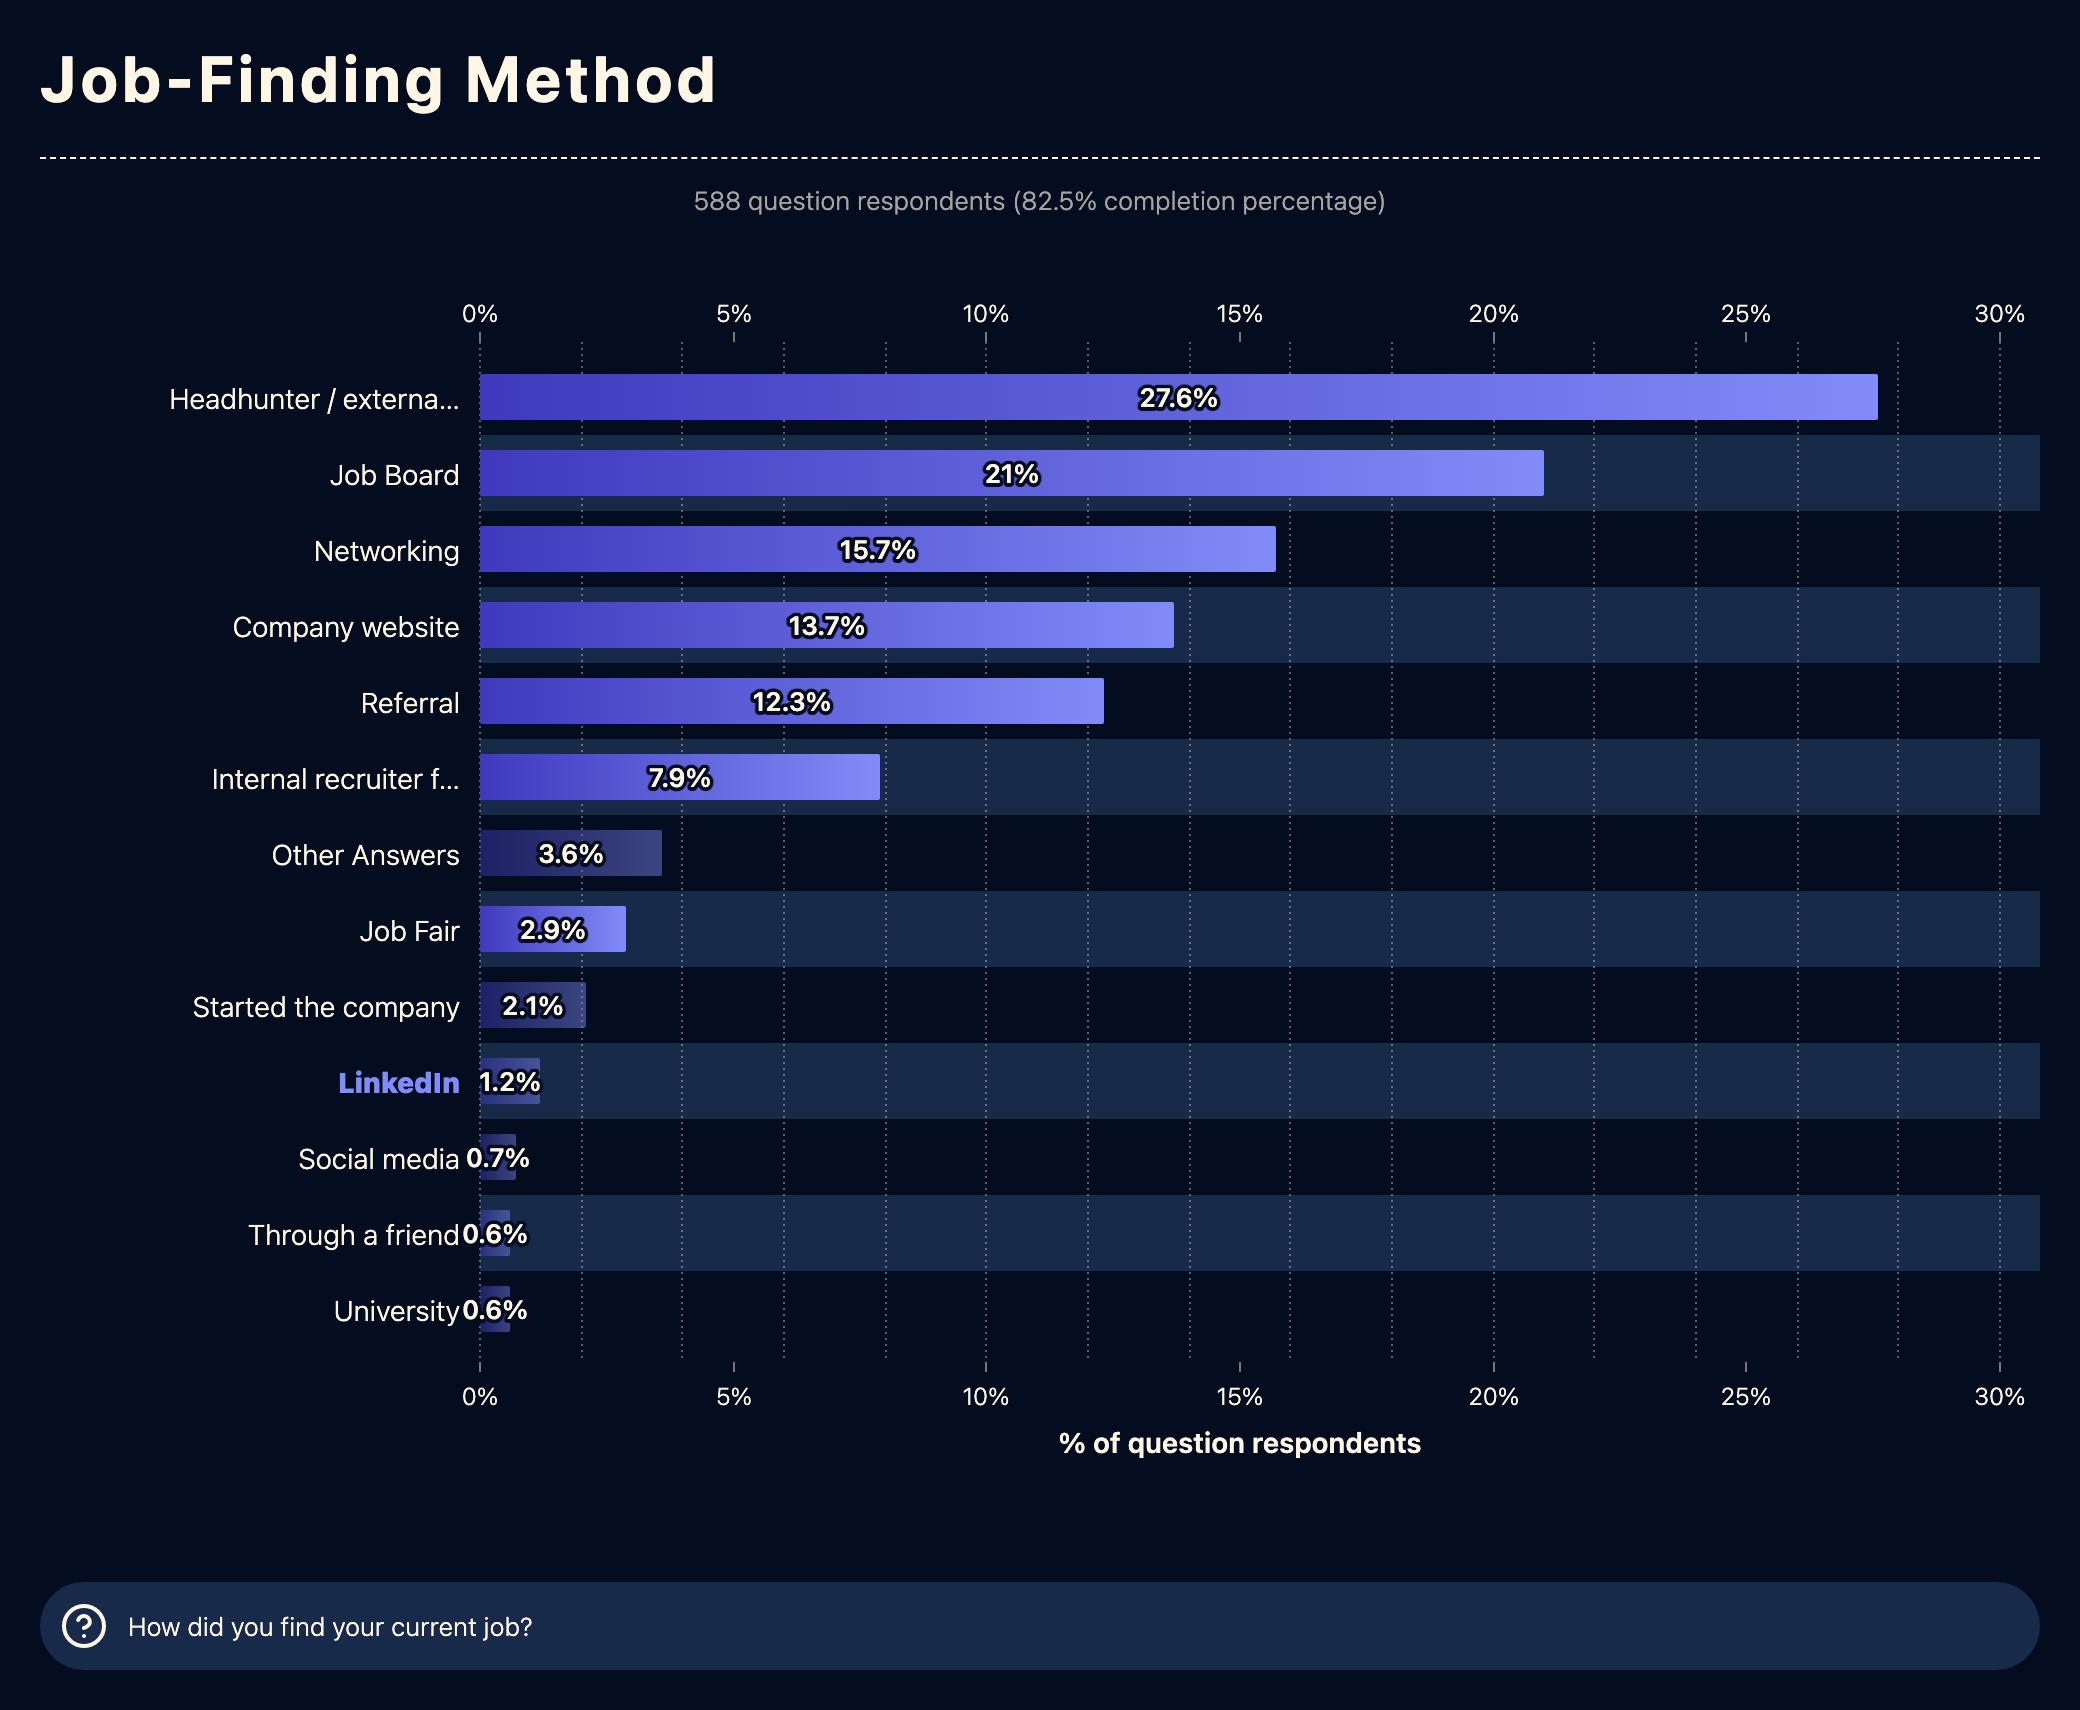 Job-Finding Method
588 question respondents (82.5% completion percentage)
0% 5% 10% 15% 20% 25% 30%
Headhunter / externa... 27.6%
Job Board 21%
Networking 15.7%
Company website 13.7%
Referral 12.3%
Internal recruiter f... 7.9%
Other Answers 3.6%
Job Fair 2.9%
Started the company 2.1%
LinkedIn 1.2%
Social media 0.7%
Through a friend 0.6%
University 0.6%
0% 5% 10% 15% 20% 25% 30%
% of question respondents
How did you find your current job?